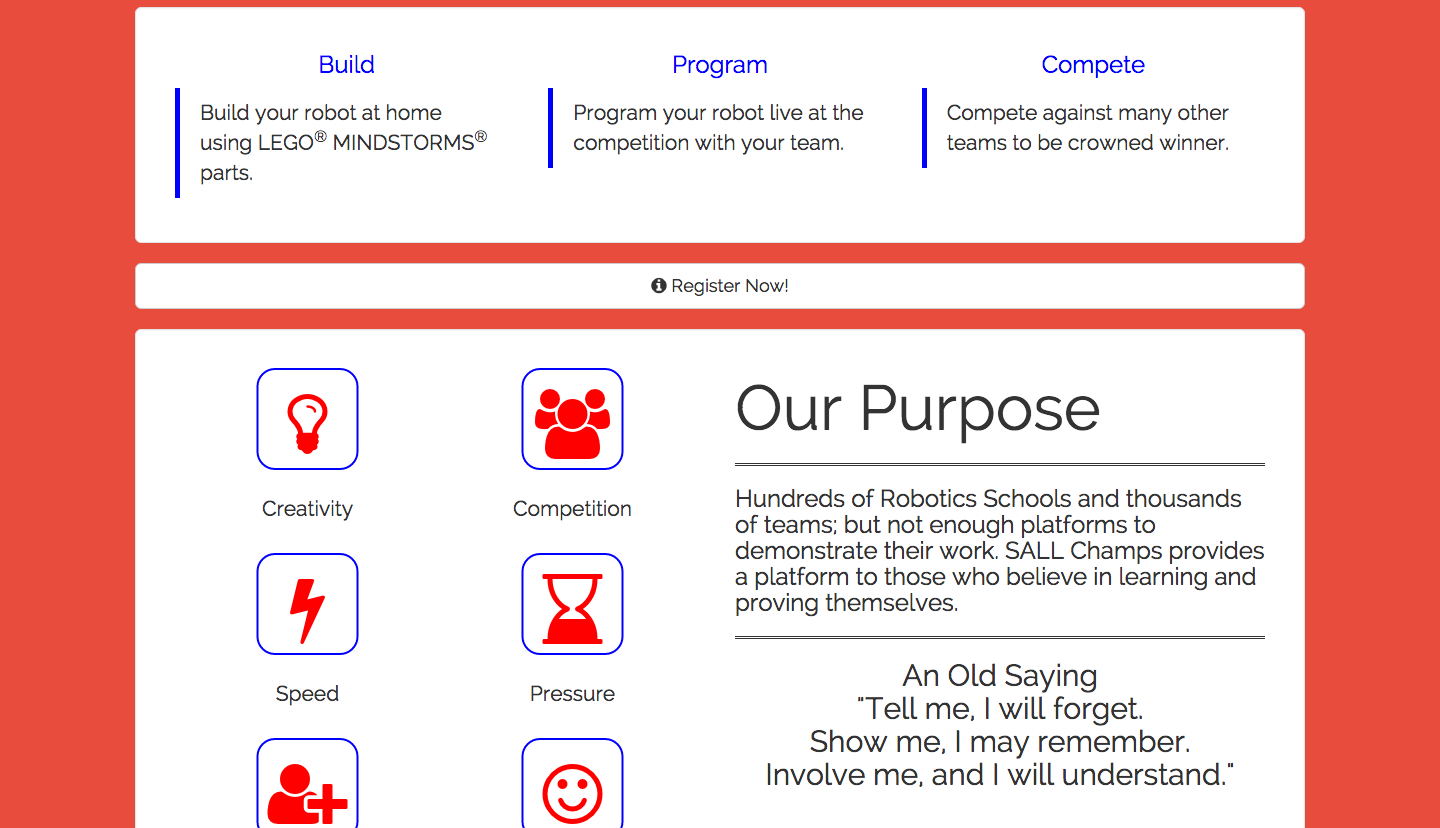 Build
Build your robot at home
using LEGO® MINDSTORMS®
parts.
Program
Program your robot live at the
competition with your team.
Compete
Compete against many other
teams to be crowned winner.
Register Now!
Creativity
Competition
Speed
Pressure
Our Purpose
Hundreds of Robotics Schools and thousands
of teams; but not enough platforms to
demonstrate their work. SALL Champs provides
a platform to those who believe in learning and
proving themselves.
An Old Saying
"Tell me, I will forget.
Show me, I may remember.
Involve me, and I will understand."